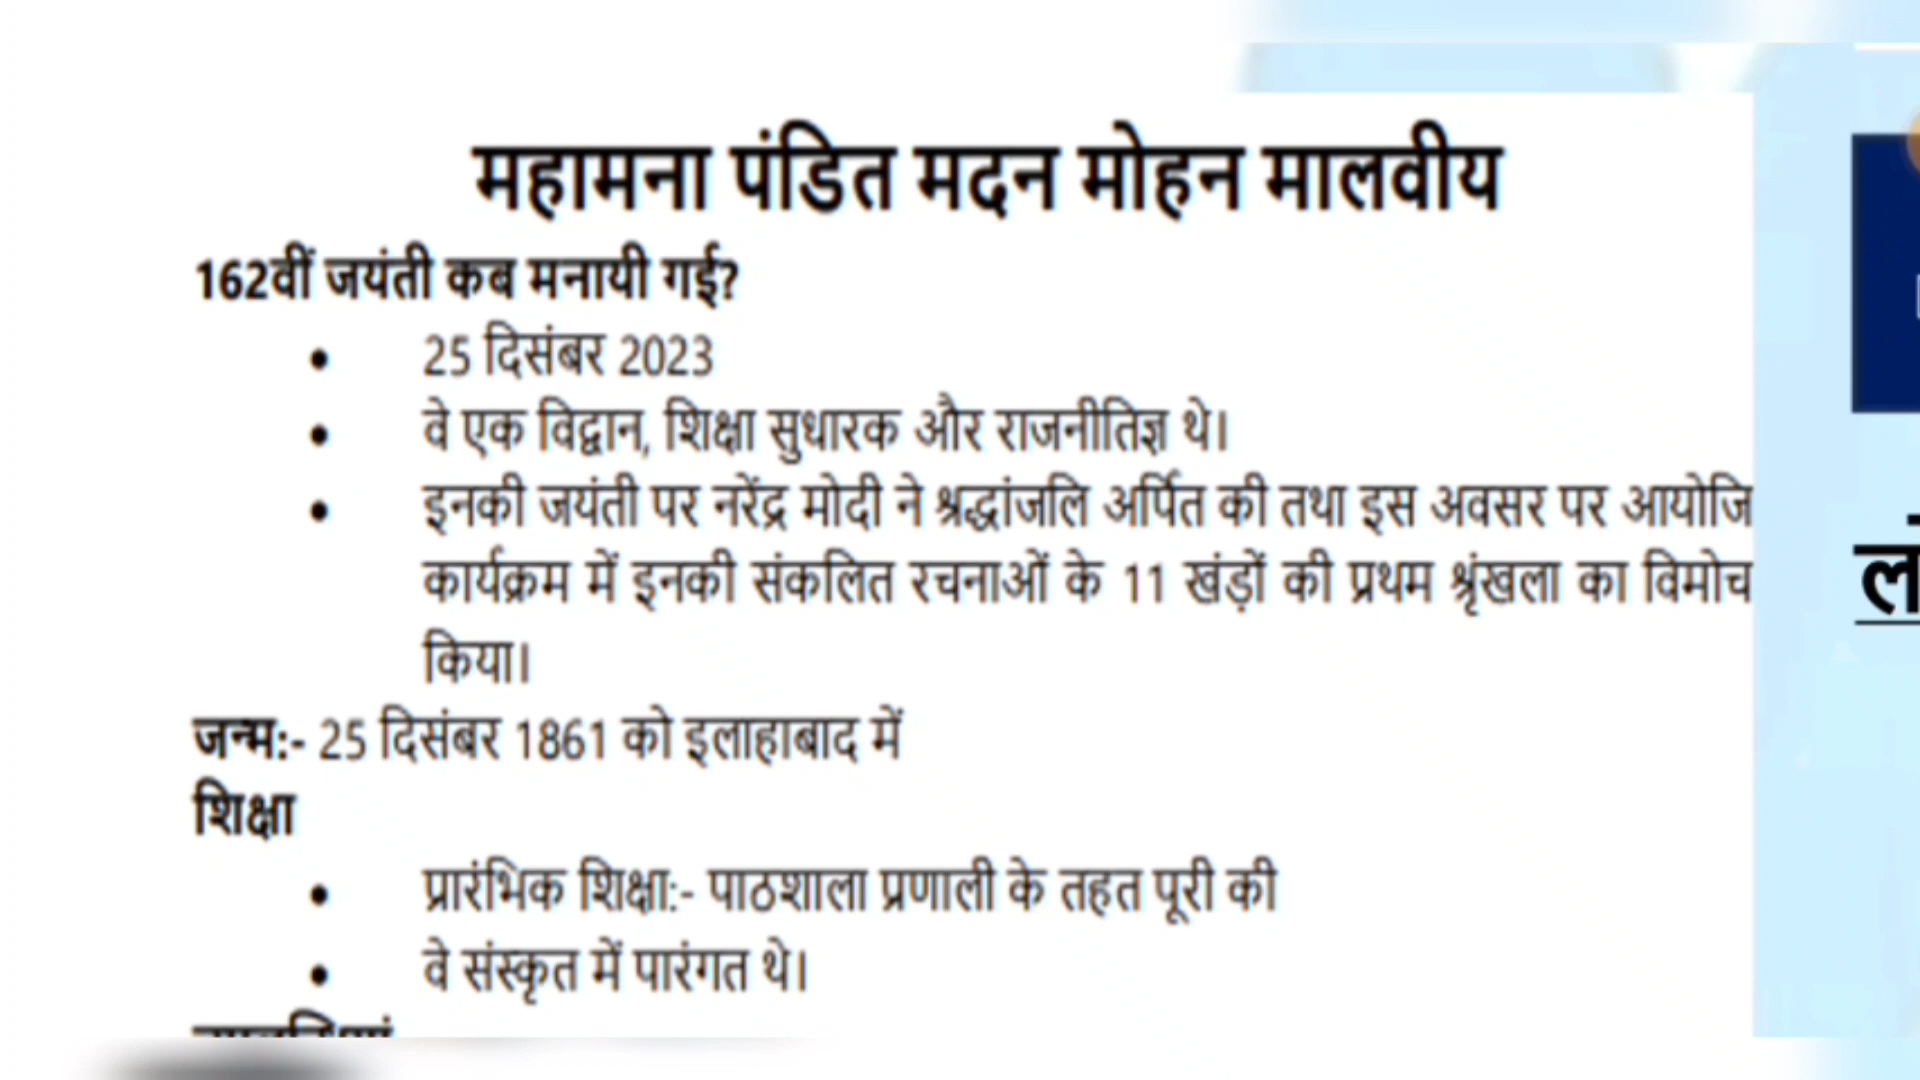 महामना पंडित मदन मोहन मालवीय
162वीं जयंती कब मनायी गई?
• 25 दिसंबर 2023
• वे एक विद्वान, शिक्षा सुधारक और राजनीतिज्ञ थे।
• इनकी जयंती पर नरेंद्र मोदी ने श्रद्धांजलि अर्पित की तथा इस अवसर पर आयोजि
कार्यक्रम में इनकी संकलित रचनाओं के 11 खंड़ों की प्रथम श्रृंखला का विमोच
किया।
जन्म:- 25 दिसंबर 1861 को इलाहाबाद में
शिक्षा
• प्रारंभिक शिक्षा:- पाठशाला प्रणाली के तहत पूरी की
• वे संस्कृत में पारंगत थे।